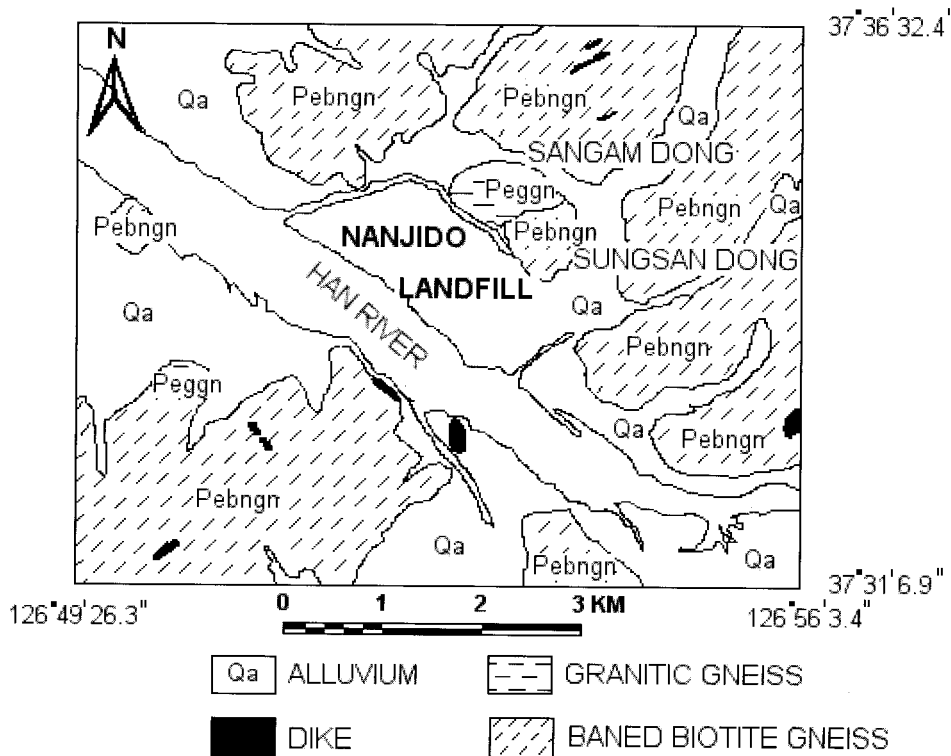 N
37°36'32.4"
Qa
Pebngn
Pebngn
Qa
SANGAM DONG
Peggn
Pebngn
Qa
Pebngn
Pebngn
NANJIDO
SUNGSAN DONG
LANDFILL
HAN RIVER
Qa
Qa
Pebngn
Peggn
Qa
Pebngn
Pebngn
Qa
Pebngn
Qa
37°31'6.9"
126°49'26.3"
126°56'3.4"
0 1 2 3 KM
Qa ALLUVIUM
GRANITIC GNEISS
DIKE
BANED BIOTITE GNEISS